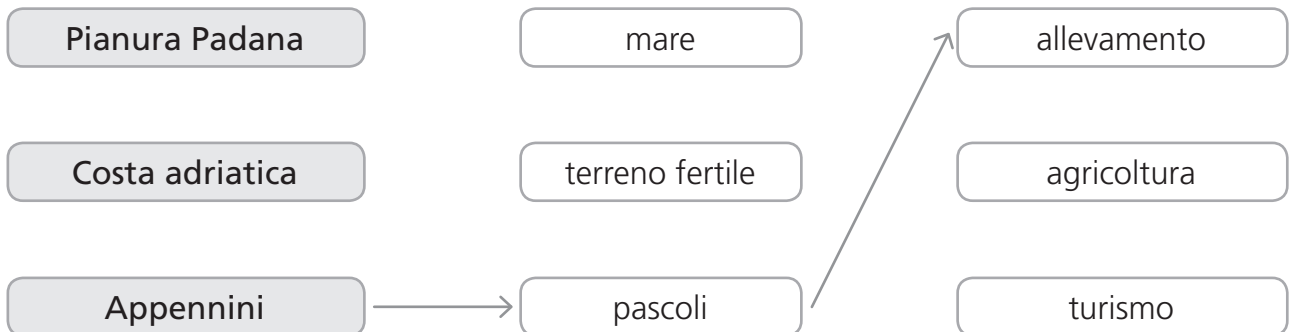 Pianura Padana
mare
allevamento
Costa adriatica
terreno fertile
agricoltura
Appennini
pascoli
turismo